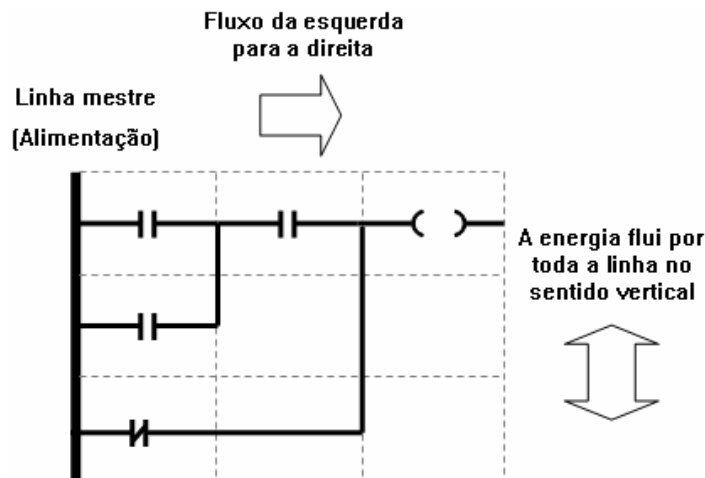 Fluxo da esquerda
para a direita
Linha mestre
(Alimentação)
A energia flui por
toda a linha no
sentido vertical